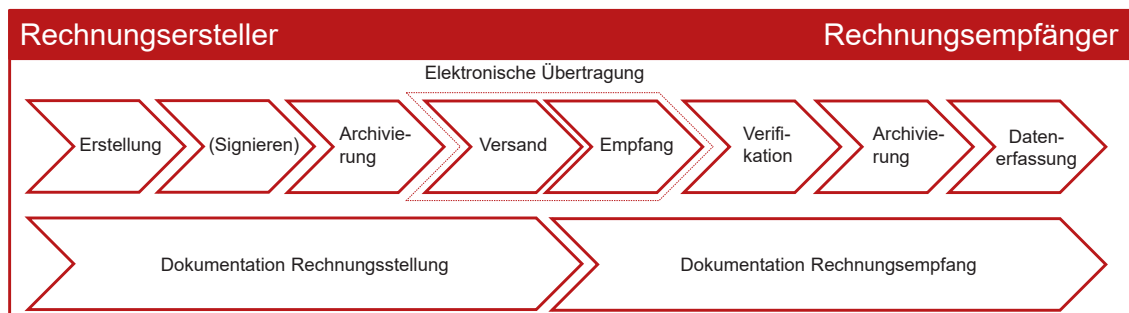 Rechnungsersteller
Rechnungsempfänger
Elektronische Übertragung
Erstellung
(Signieren)
Archivie-
rung
Versand
Empfang
Verifi-
kation
Archivie-
rung
Daten-
erfassung
Dokumentation Rechnungsstellung
Dokumentation Rechnungsempfang